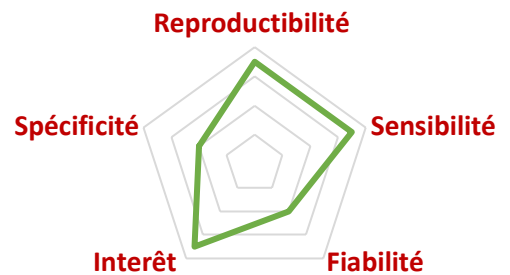 Reproductibilité
Spécificité
Sensibilité
Interêt
Fiabilité